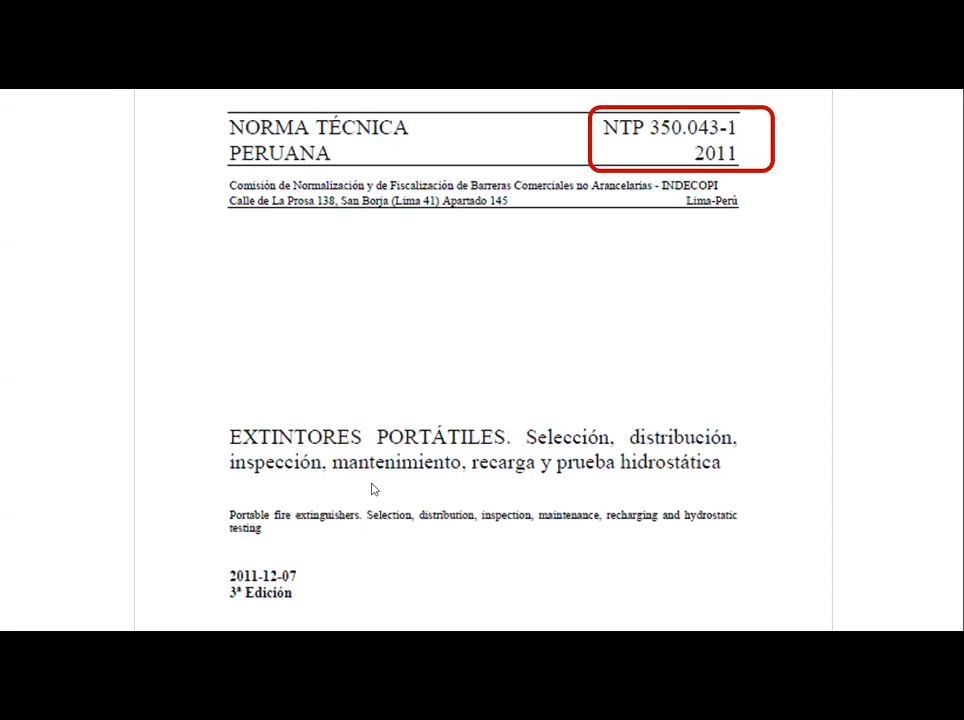 NORMA TÉCNICA
NTP 350.043-1
PERUANA
2011
Comisión de Normalización y de Fiscalización de Barreras Comerciales no Arancelarias - INDECOPI
Calle de La Prosa 138, San Borja (Lima 41) Apartado 145
Lima-Perú
EXTINTORES PORTÁTILES. Selección, distribución,
inspección, mantenimiento, recarga y prueba hidrostática
Portable fire extinguishers. Selection, distribution, inspection, maintenance, recharging and hydrostatic
testing
2011-12-07
3ª Edición